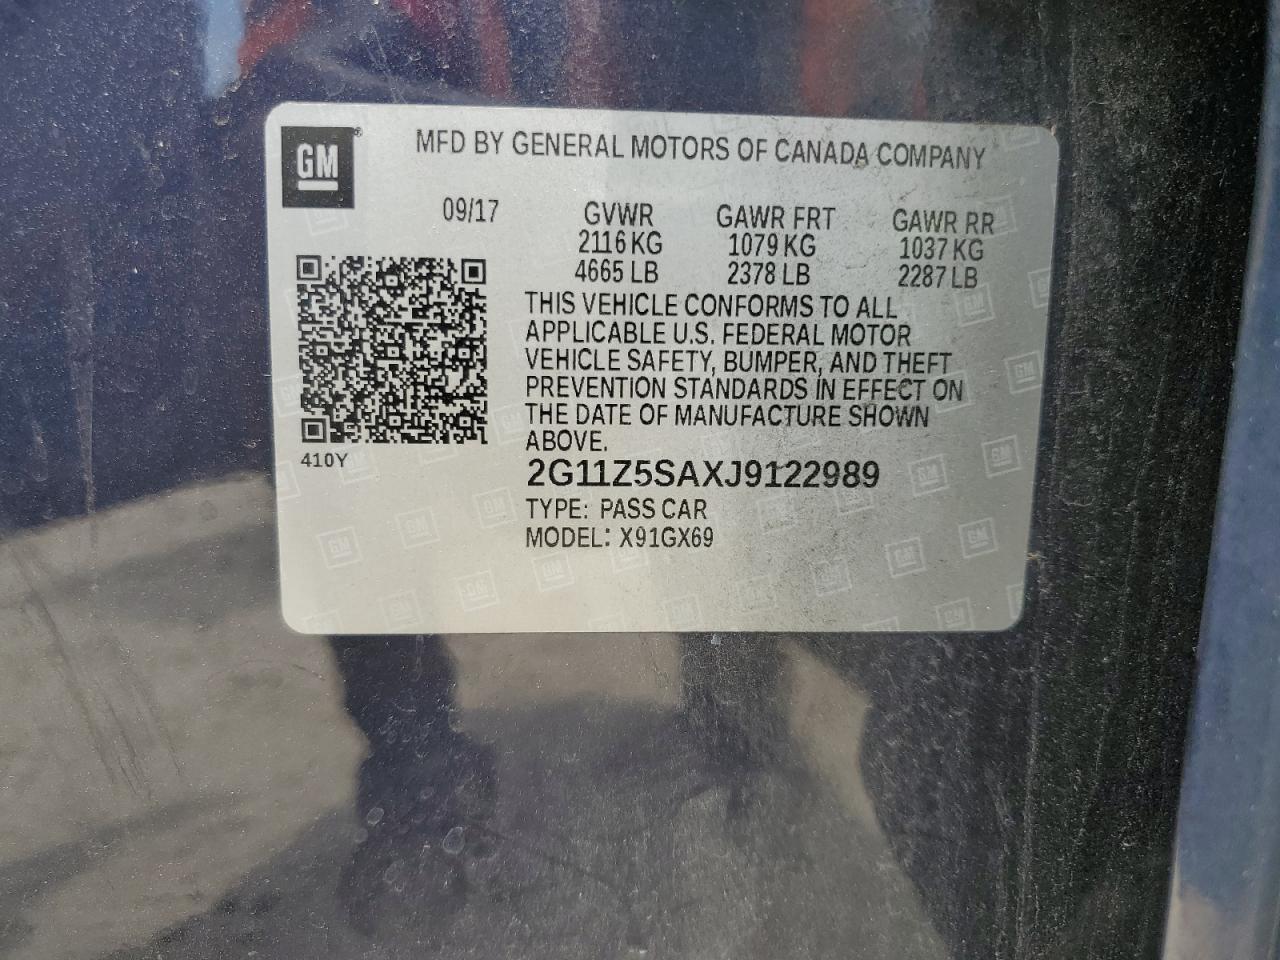 GM
MFD BY GENERAL MOTORS OF CANADA COMPANY
09/17 GVWR GAWR FRT GAWR RR
2116 KG 1079 KG 1037 KG
4665 LB 2378 LB 2287 LB
THIS VEHICLE CONFORMS TO ALL
APPLICABLE U.S. FEDERAL MOTOR
VEHICLE SAFETY, BUMPER, AND THEFT
PREVENTION STANDARDS IN EFFECT ON
THE DATE OF MANUFACTURE SHOWN
ABOVE.
410Y
2G11Z5SAXJ9122989
TYPE: PASS CAR
MODEL: X91GX69